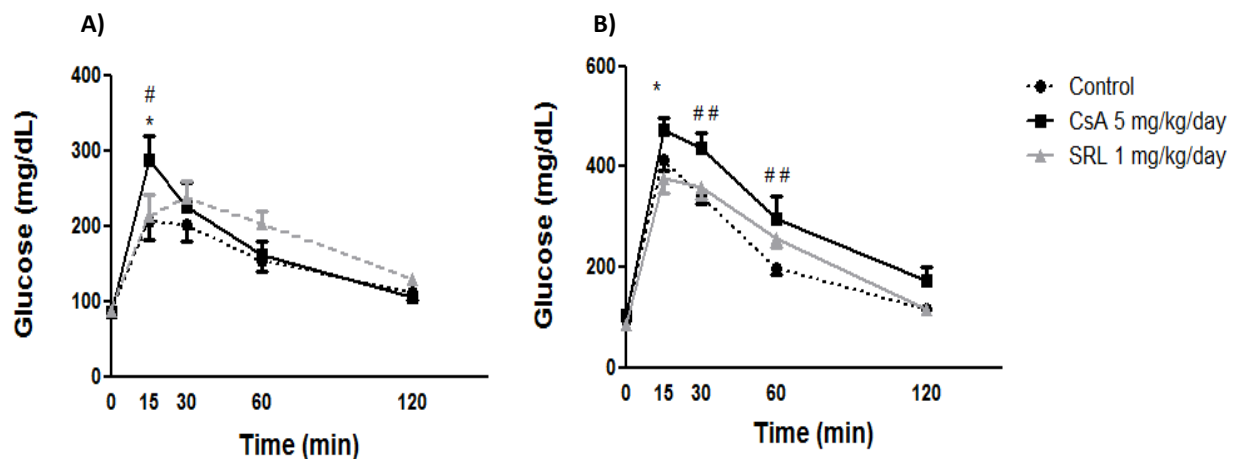 A)
Glucose (mg/dL)
400
300
200
100
0
#
*
0 15 30 60 120
Time (min)
B)
Glucose (mg/dL)
600
400
200
0
*
# #
# #
0 15 30 60 120
Time (min)
Control
CsA 5 mg/kg/day
SRL 1 mg/kg/day